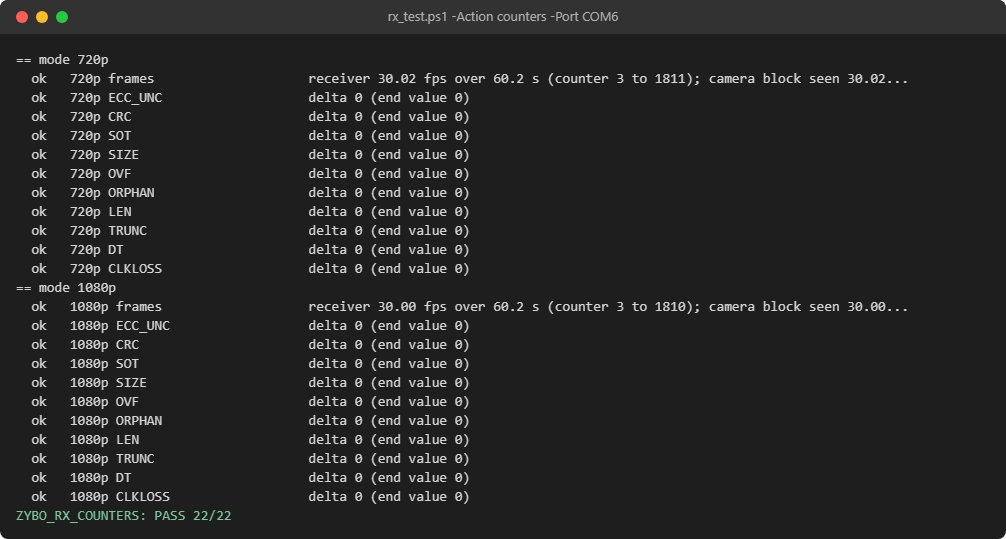 rx_test.ps1 -Action counters -Port COM6
== mode 720p
ok 720p frames receiver 30.02 fps over 60.2 s (counter 3 to 1811); camera block seen 30.02...
ok 720p ECC_UNC delta 0 (end value 0)
ok 720p CRC delta 0 (end value 0)
ok 720p SOT delta 0 (end value 0)
ok 720p SIZE delta 0 (end value 0)
ok 720p OVF delta 0 (end value 0)
ok 720p ORPHAN delta 0 (end value 0)
ok 720p LEN delta 0 (end value 0)
ok 720p TRUNC delta 0 (end value 0)
ok 720p DT delta 0 (end value 0)
ok 720p CLKLOSS delta 0 (end value 0)
== mode 1080p
ok 1080p frames receiver 30.00 fps over 60.2 s (counter 3 to 1810); camera block seen 30.00...
ok 1080p ECC_UNC delta 0 (end value 0)
ok 1080p CRC delta 0 (end value 0)
ok 1080p SOT delta 0 (end value 0)
ok 1080p SIZE delta 0 (end value 0)
ok 1080p OVF delta 0 (end value 0)
ok 1080p ORPHAN delta 0 (end value 0)
ok 1080p LEN delta 0 (end value 0)
ok 1080p TRUNC delta 0 (end value 0)
ok 1080p DT delta 0 (end value 0)
ok 1080p CLKLOSS delta 0 (end value 0)
ZYBO_RX_COUNTERS: PASS 22/22